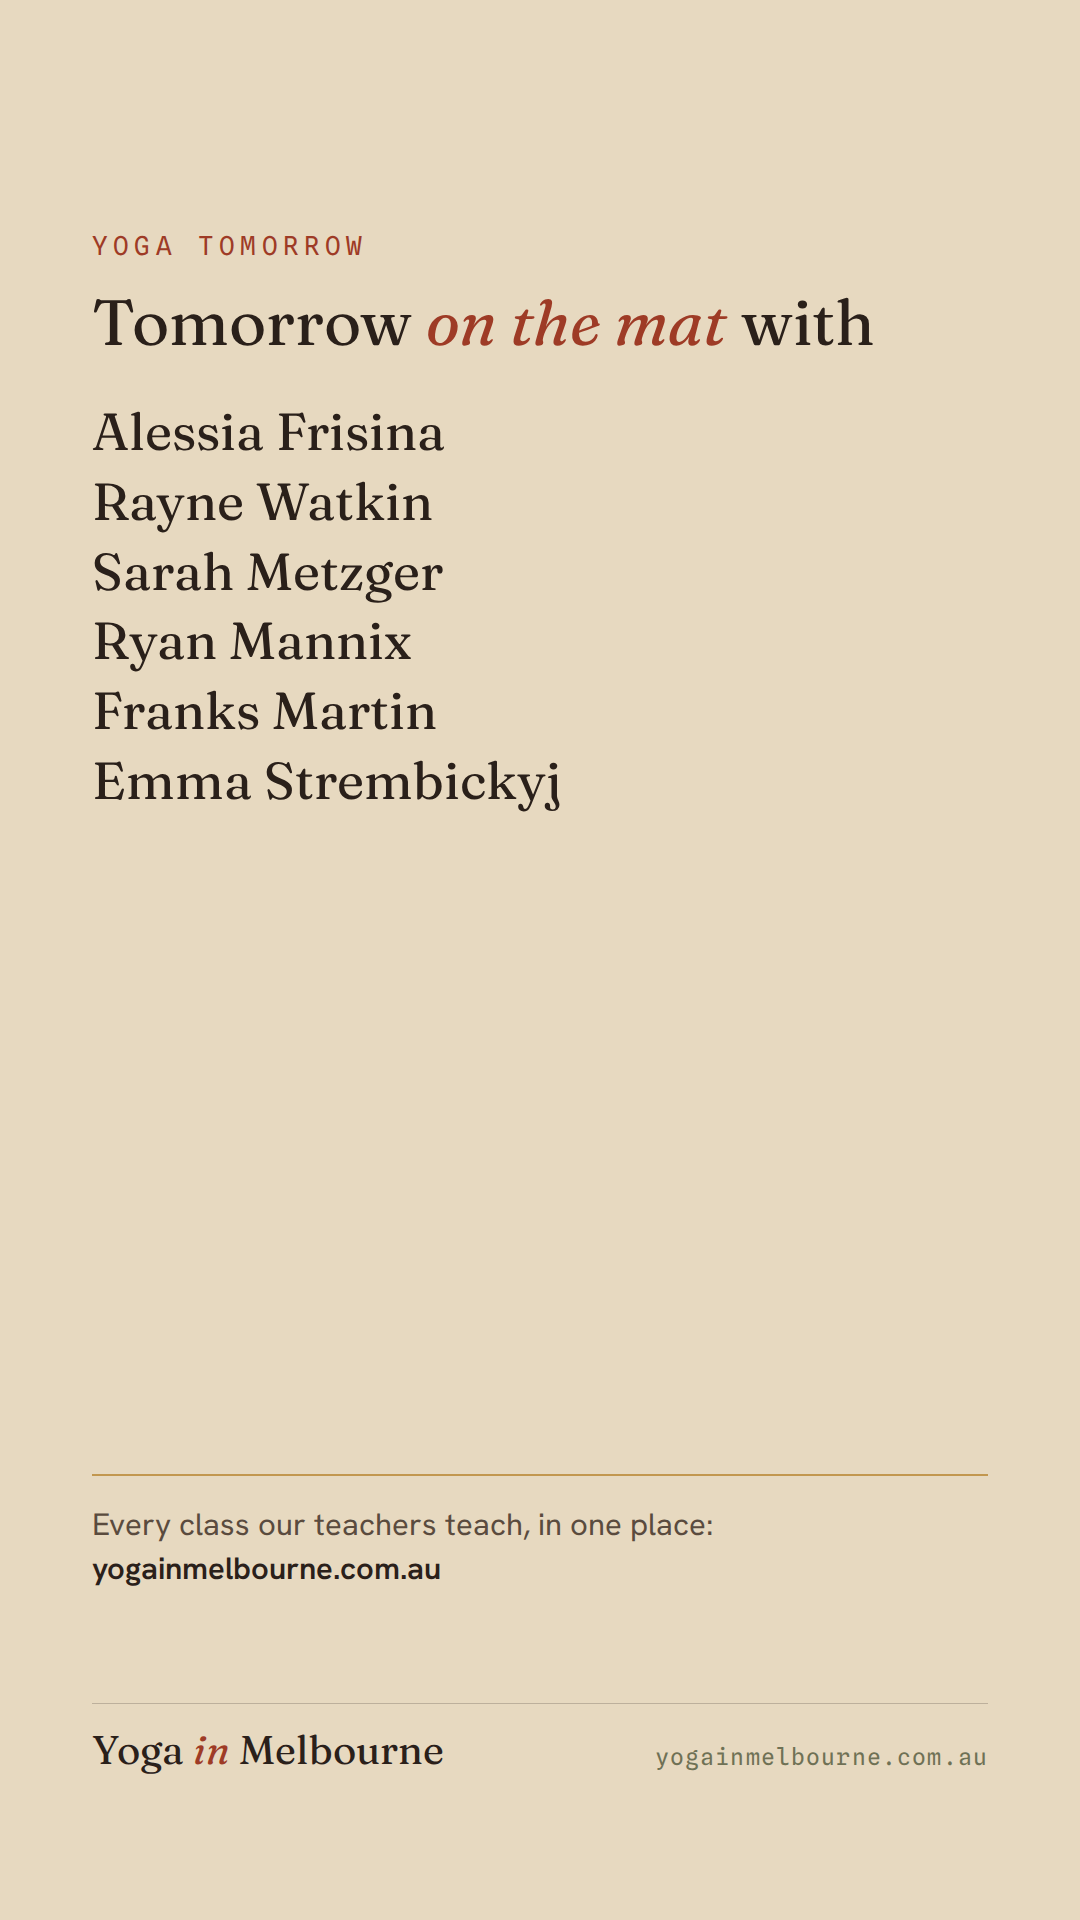 YOGA TOMORROW
Tomorrow on the mat with
Alessia Frisina
Rayne Watkin
Sarah Metzger
Ryan Mannix
Franks Martin
Emma Strembickyj
Every class our teachers teach, in one place:
yogainmelbourne.com.au
Yoga in Melbourne
yogainmelbourne.com.au